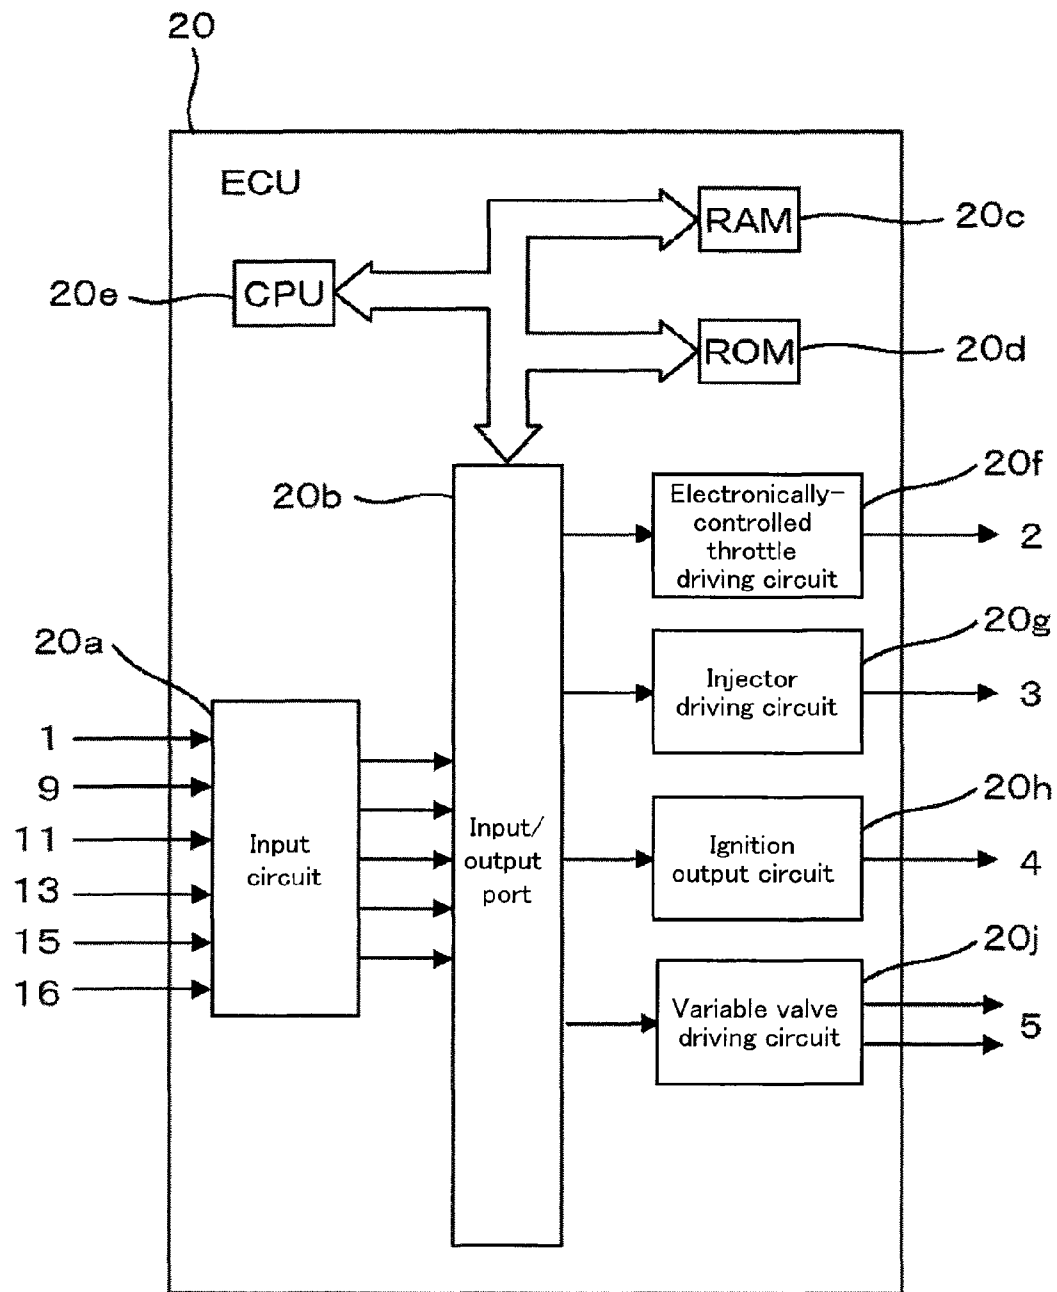 20
ECU
RAM
20c
20e
CPU
ROM
20d
20b
Electronically-
controlled
throttle
driving circuit
20f
2
20a
Injector
driving circuit
20g
3
1
9
11
13
15
16
Input
circuit
Input/
output
port
Ignition
output circuit
20h
4
Variable valve
driving circuit
20j
5